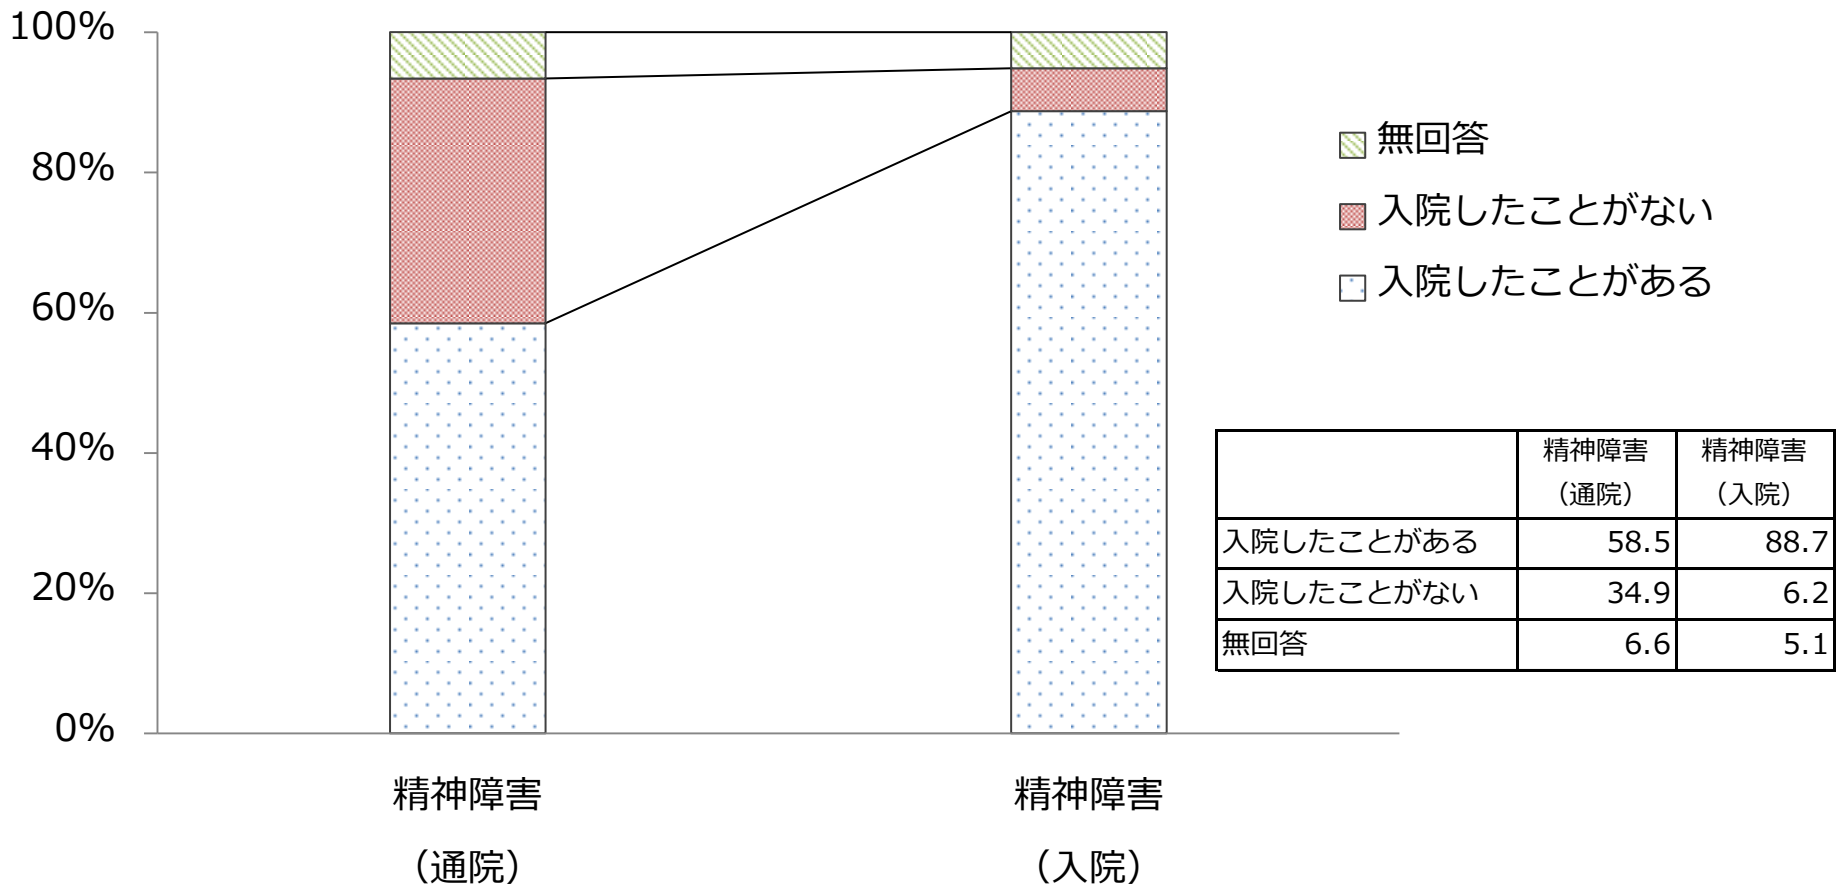 100%
80%
60%
40%
20%
0%
精神障害
（通院）
精神障害
（入院）
無回答
入院したことがない
入院したことがある
精神障害 精神障害
（通院） （入院）
入院したことがある 58.5 88.7
入院したことがない 34.9 6.2
無回答 6.6 5.1